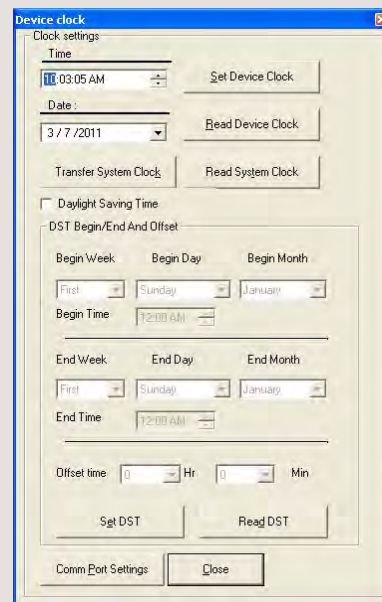 Device clock
Clock settings
Time
10:03:05 AM
Set Device Clock
Date :
3 / 7 /2011
Read Device Clock
Transfer System Clock
Read System Clock
Daylight Saving Time
DST Begin/End And Offset
Begin Week Begin Day Begin Month
First Sunday January
Begin Time 12:00 AM
End Week End Day End Month
First Sunday January
End Time 12:00 AM
Offset time 0 Hr 0 Min
Set DST Read DST
Comm Port Settings Close